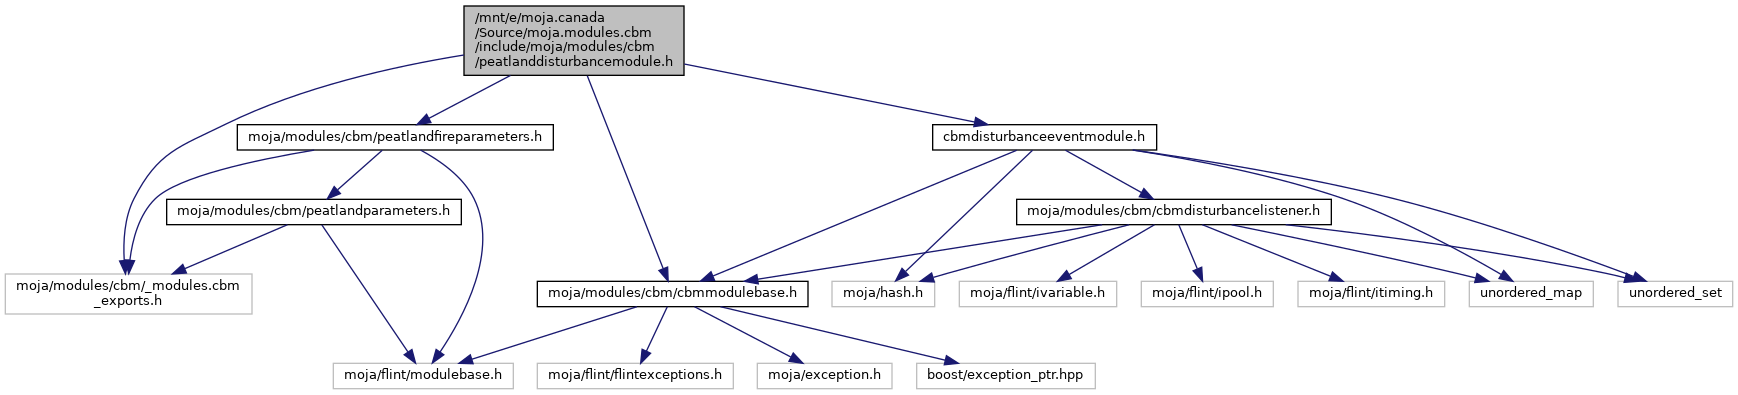 /mnt/e/moja.canada
/Source/moja.modules.cbm
/include/moja/modules/cbm
/peatlanddisturbancemodule.h
moja/modules/cbm/peatlandfireparameters.h
cbmdisturbanceeventmodule.h
moja/modules/cbm/peatlandparameters.h
moja/modules/cbm/cbmdisturbancelistener.h
moja/modules/cbm/_modules.cbm
_exports.h
moja/modules/cbm/cbmmodulebase.h
moja/hash.h
moja/flint/ivariable.h
moja/flint/ipool.h
moja/flint/itiming.h
unordered_map
unordered_set
moja/flint/modulebase.h
moja/flint/flintexceptions.h
moja/exception.h
boost/exception_ptr.hpp